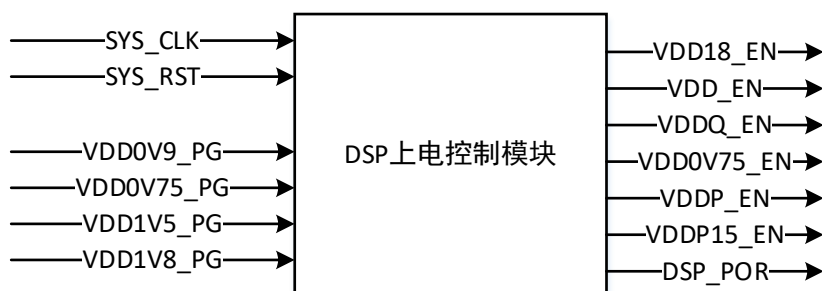 SYS_CLK
SYS_RST
VDD0V9_PG
VDD0V75_PG
VDD1V5_PG
VDD1V8_PG
DSP上电控制模块
VDD18_EN
VDD_EN
VDDQ_EN
VDD0V75_EN
VDDP_EN
VDDP15_EN
DSP_POR